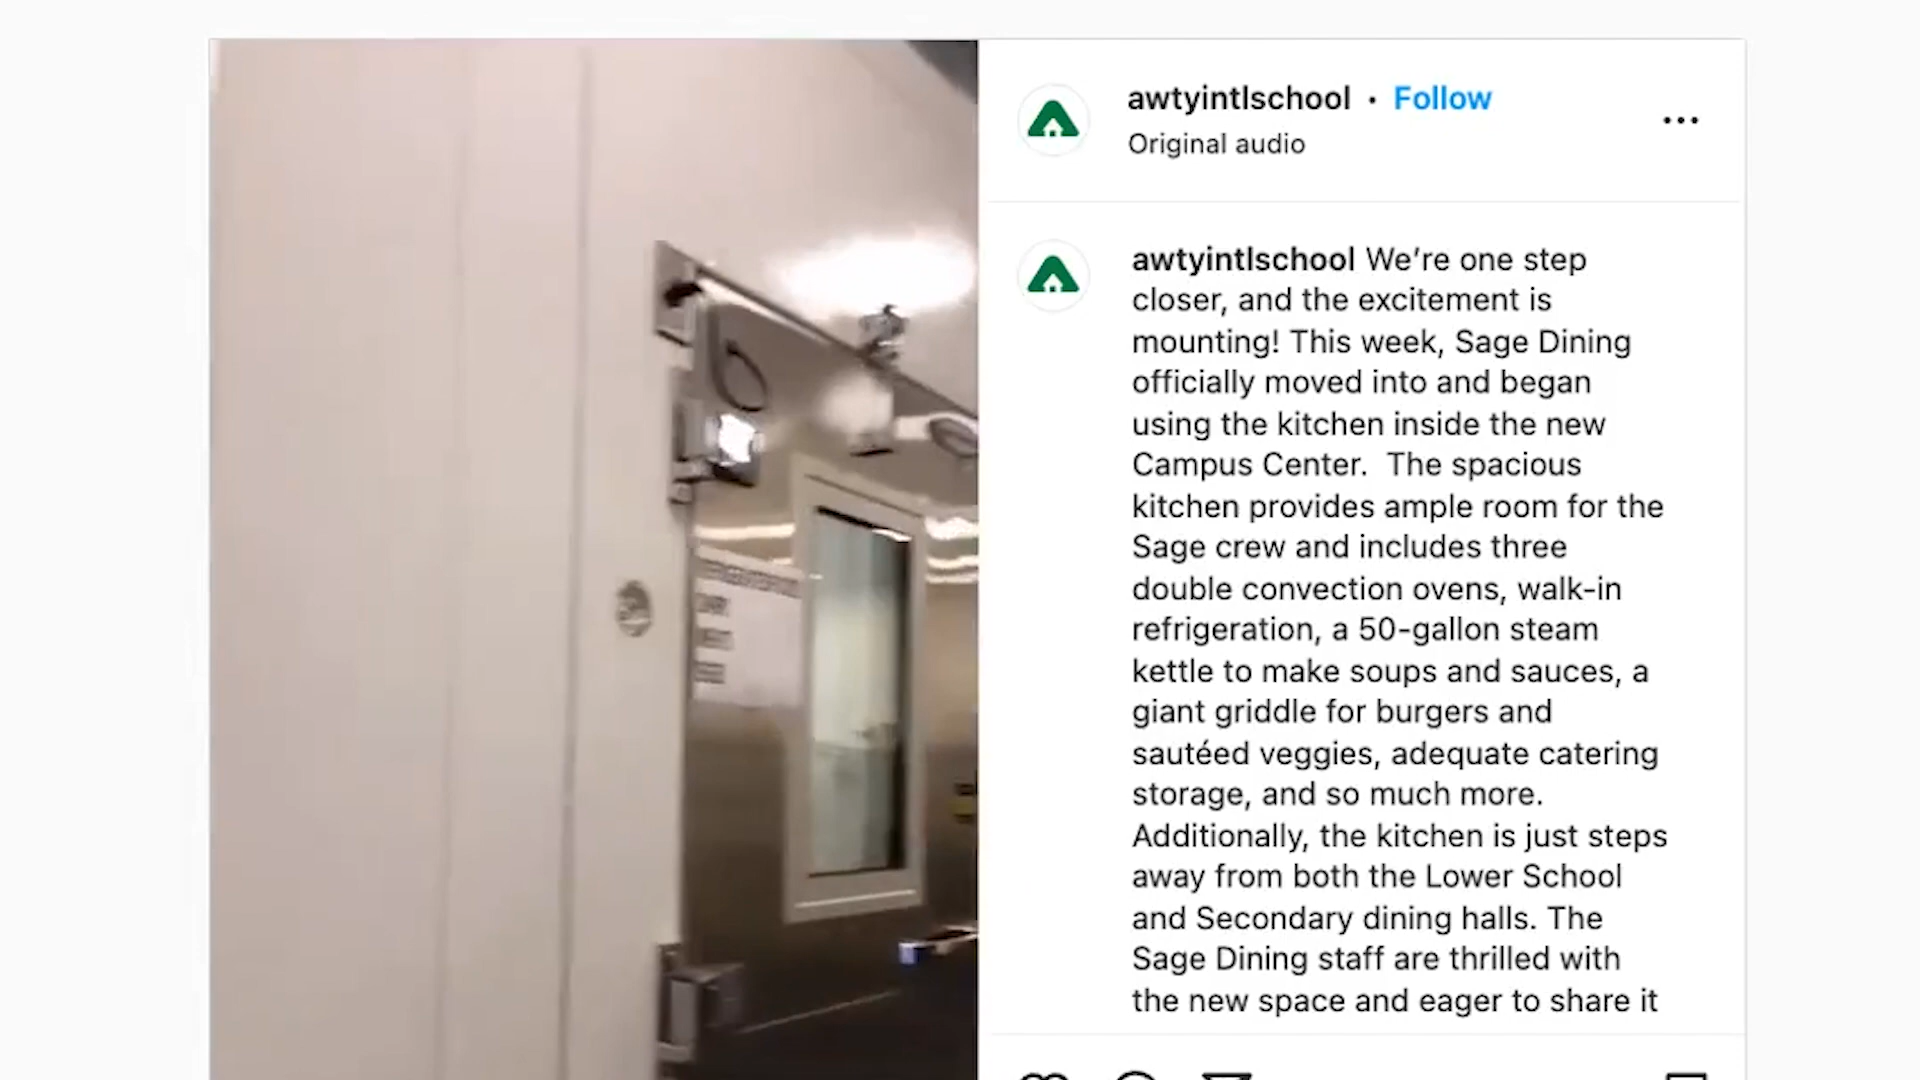 awtyintlschool • Follow
Original audio
awtyintlschool We're one step
closer, and the excitement is
mounting! This week, Sage Dining
officially moved into and began
using the kitchen inside the new
Campus Center.  The spacious
kitchen provides ample room for the
Sage crew and includes three
double convection ovens, walk-in
refrigeration, a 50-gallon steam
kettle to make soups and sauces, a
giant griddle for burgers and
sautéed veggies, adequate catering
storage, and so much more.
Additionally, the kitchen is just steps
away from both the Lower School
and Secondary dining halls. The
Sage Dining staff are thrilled with
the new space and eager to share it